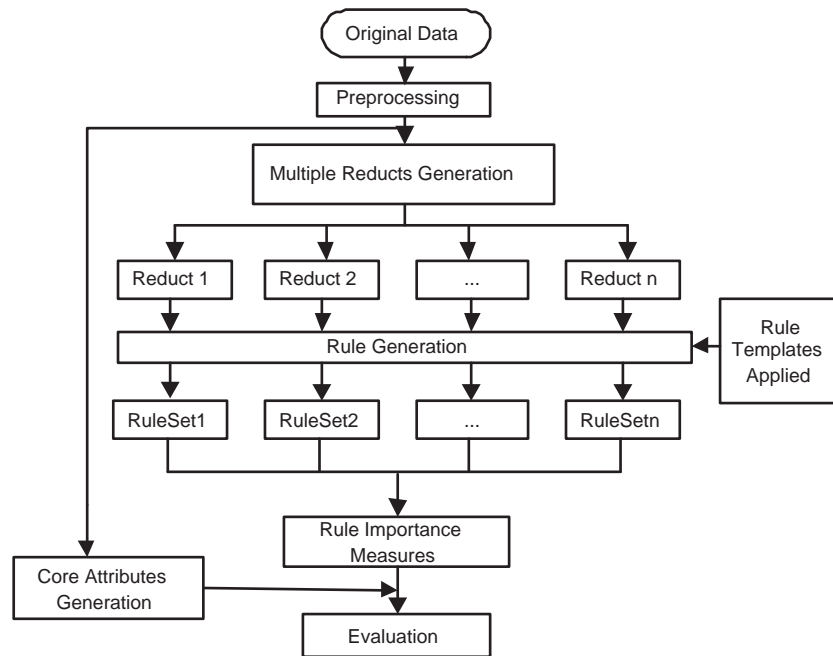 Original Data
Preprocessing
Multiple Reducts Generation
Reduct 1
Reduct 2
...
Reduct n
Rule Generation
Rule
Templates
Applied
RuleSet1
RuleSet2
...
RuleSetn
Rule Importance
Measures
Core Attributes
Generation
Evaluation